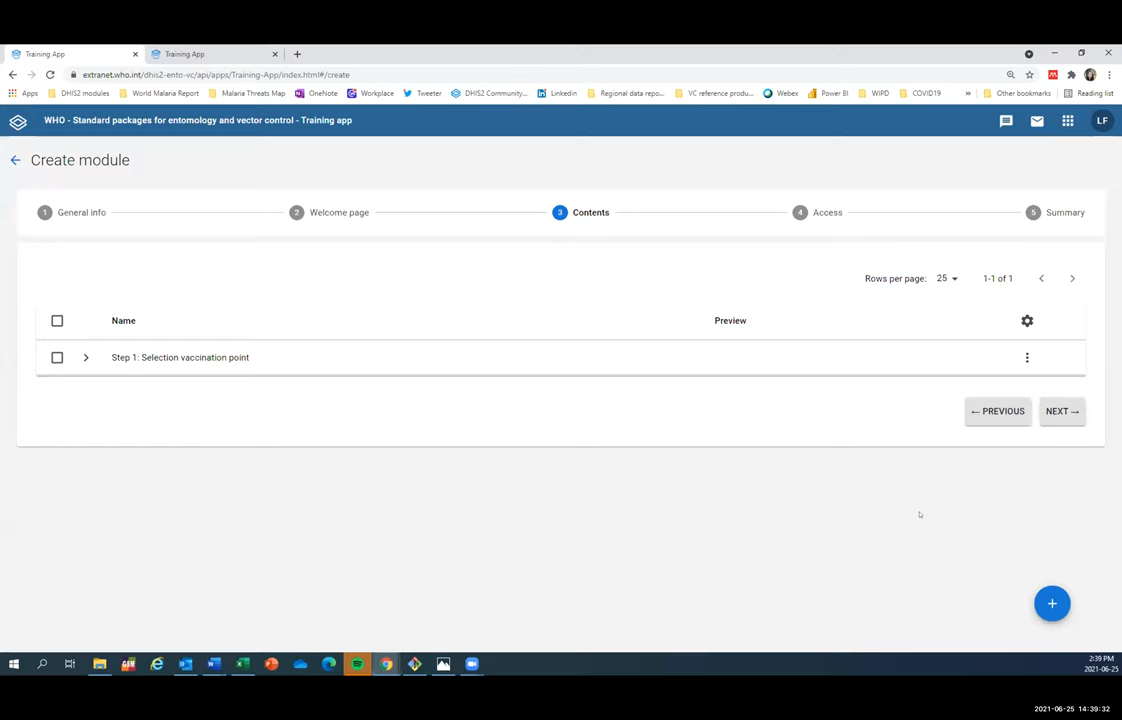 Training App
Training App
extranet.who.int/dhis2-ento-vc/api/apps/Training-App/index.html#/create
Apps DHIS2 modules World Malaria Report Malaria Threats Map OneNote Workplace Tweeter DHIS2 Community... Linkedin Regional data repo... VC reference produ... Webex Power BI WIPD COVID19 » Other bookmarks Reading list
WHO - Standard packages for entomology and vector control - Training app LF
Create module
1 General info 2 Welcome page 3 Contents 4 Access 5 Summary
Rows per page: 25 1-1 of 1
Name Preview
Step 1: Selection vaccination point
← PREVIOUS NEXT →
2:39 PM
2021-06-25
2021-06-25 14:39:32